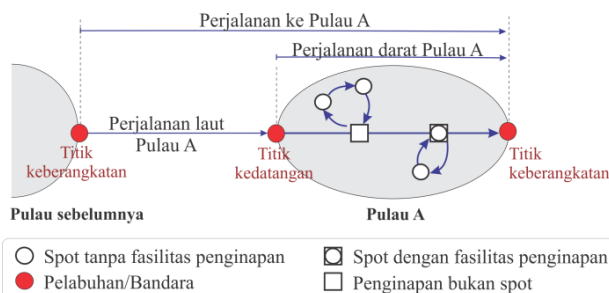 Perjalanan ke Pulau A
Perjalanan darat Pulau A
Perjalanan laut
Pulau A
Titik
keberangkatan
Titik
kedatangan
Titik
keberangkatan
Pulau sebelumnya
Pulau A
Spot tanpa fasilitas penginapan
Spot dengan fasilitas penginapan
Pelabuhan/Bandara
Penginapan bukan spot